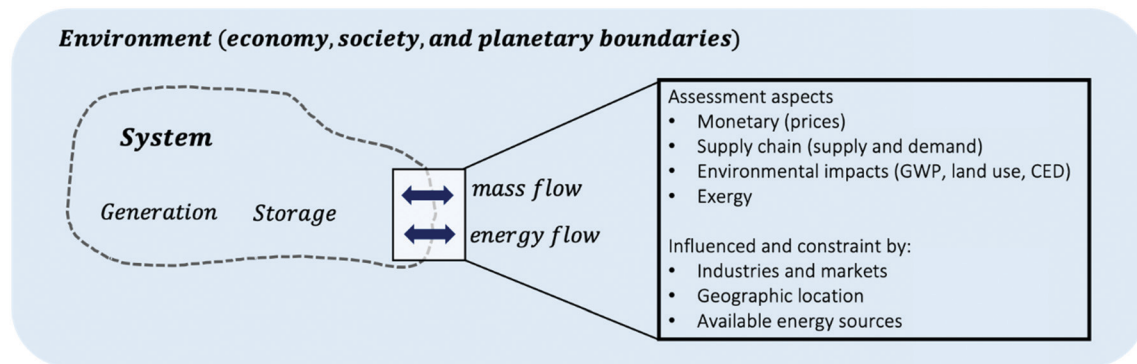 Environment (economy, society, and planetary boundaries)
System
Generation Storage
mass flow
energy flow
Assessment aspects
• Monetary (prices)
• Supply chain (supply and demand)
• Environmental impacts (GWP, land use, CED)
• Exergy
Influenced and constraint by:
• Industries and markets
• Geographic location
• Available energy sources